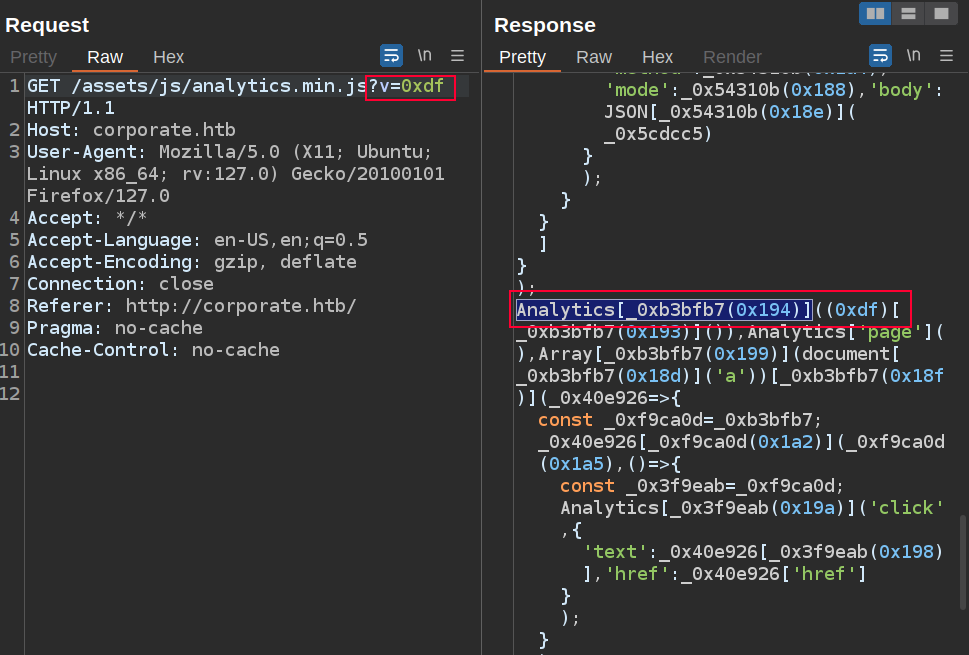 Request
Pretty Raw Hex \n
1 GET /assets/js/analytics.min.js?v=0xdf
HTTP/1.1
2 Host: corporate.htb
3 User-Agent: Mozilla/5.0 (X11; Ubuntu;
Linux x86_64; rv:127.0) Gecko/20100101
Firefox/127.0
4 Accept: */*
5 Accept-Language: en-US,en;q=0.5
6 Accept-Encoding: gzip, deflate
7 Connection: close
8 Referer: http://corporate.htb/
9 Pragma: no-cache
10 Cache-Control: no-cache
11
12
Response
Pretty Raw Hex Render \n
'mode':_0x54310b(0x188),'body':
JSON[_0x54310b(0x18e)](
_0x5cdcc5)
}
);
}
}
]
}
);
Analytics[_0xb3bfb7(0x194)]((0xdf)[
_0xb3bfb7(0x193)]()),Analytics['page'](
),Array[_0xb3bfb7(0x199)](document[
_0xb3bfb7(0x18d)]('a'))[_0xb3bfb7(0x18f
)](_0x40e926=>{
const _0xf9ca0d=_0xb3bfb7;
_0x40e926[_0xf9ca0d(0x1a2)](_0xf9ca0d
(0x1a5),()=>{
const _0x3f9eab=_0xf9ca0d;
Analytics[_0x3f9eab(0x19a)]('click'
,{
'text':_0x40e926[_0x3f9eab(0x198)
],'href':_0x40e926['href']
}
);
}